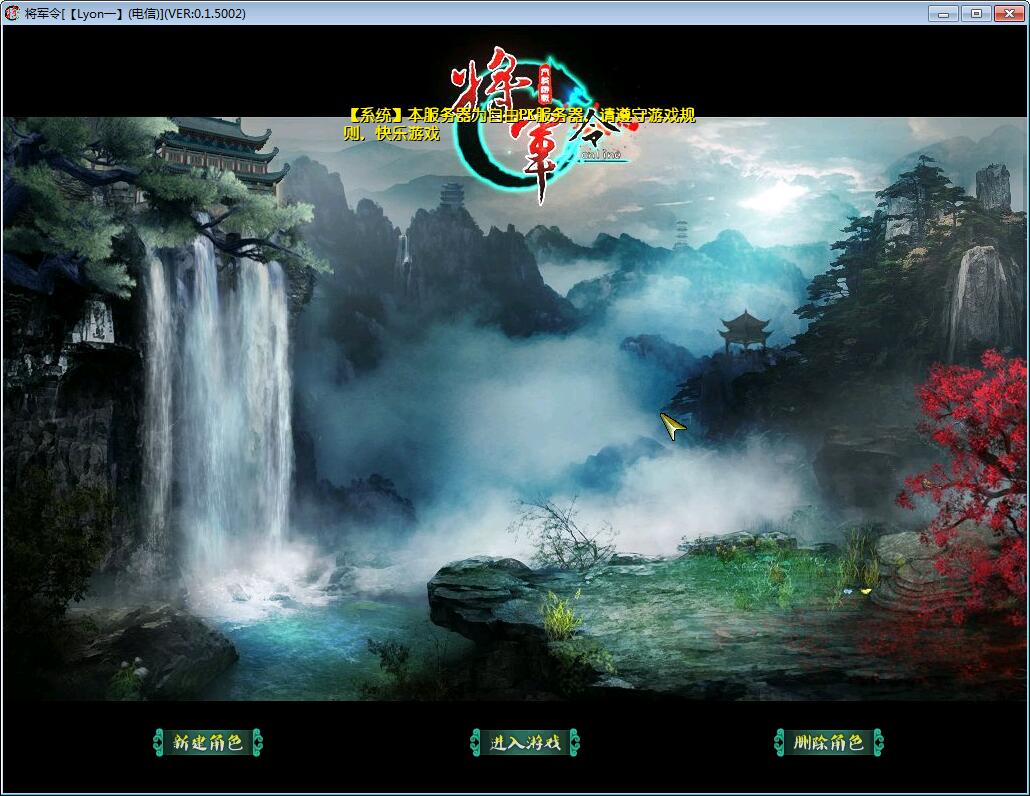 将军令[【Lyon一】(电信)](VER:0.1.5002)
将军令
online
【系统】本服务器为自由PK服务器，请遵守游戏规
则，快乐游戏
新建角色
进入游戏
删除角色